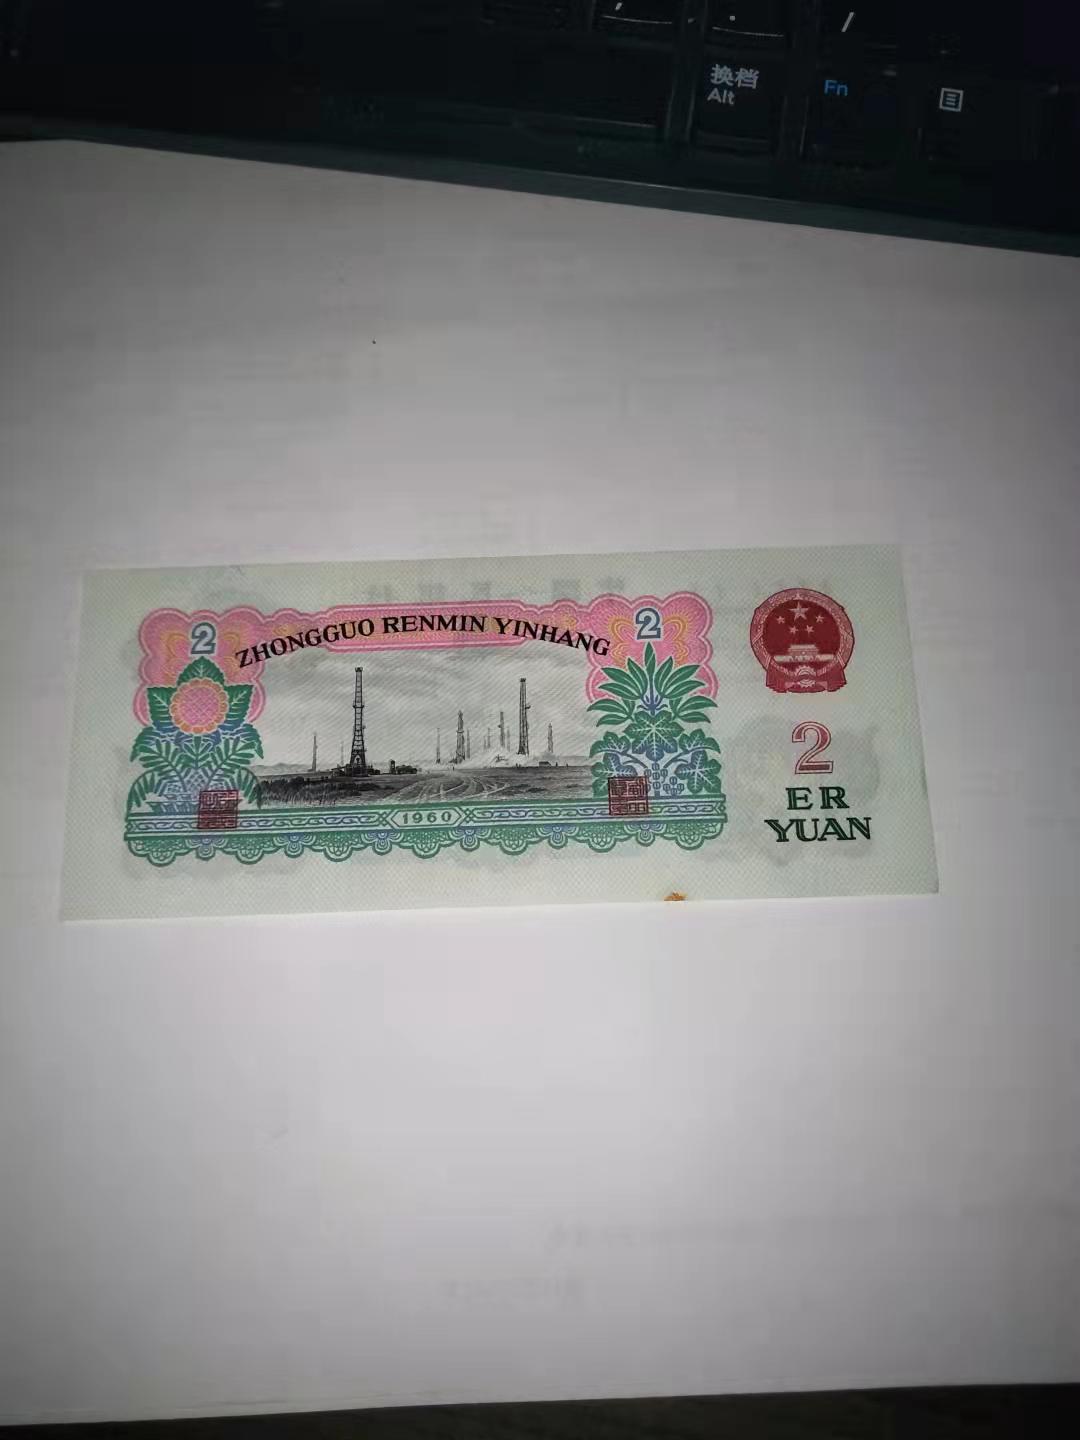 换档
Alt
Fn
/
2
ZHONGGUO RENMIN YINHANG
2
1960
2
ER
YUAN